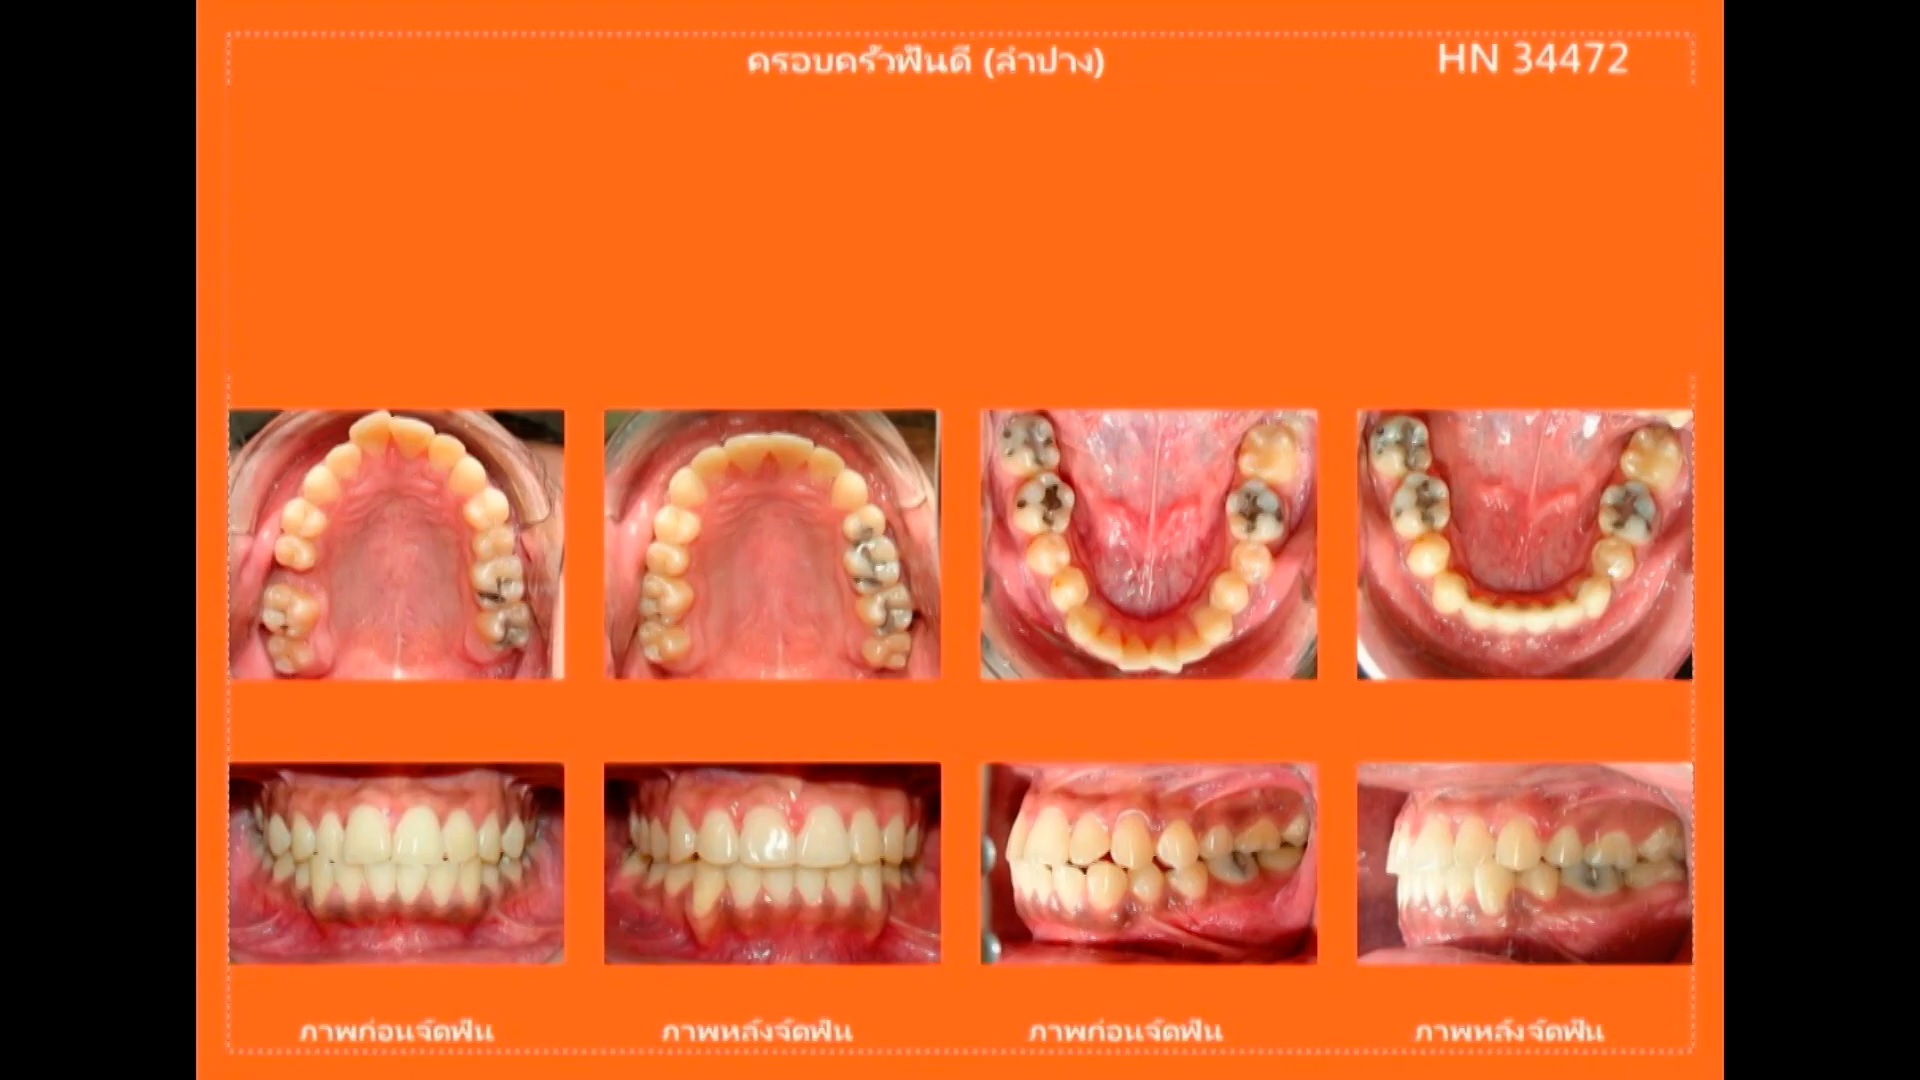 ครอบครัวฟันดี (ลำปาง)
HN 34472
ภาพก่อนจัดฟัน
ภาพหลังจัดฟัน
ภาพก่อนจัดฟัน
ภาพหลังจัดฟัน